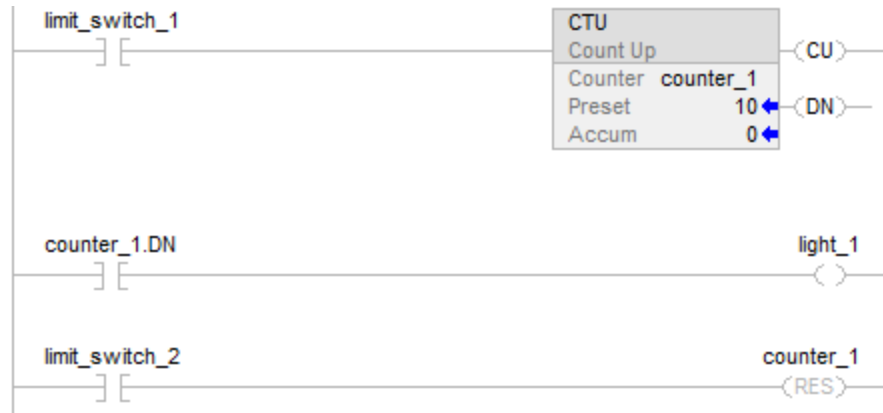 limit_switch_1
CTU
Count Up
CU
Counter counter_1
Preset 10
DN
Accum 0
counter_1.DN
light_1
limit_switch_2
counter_1
RES